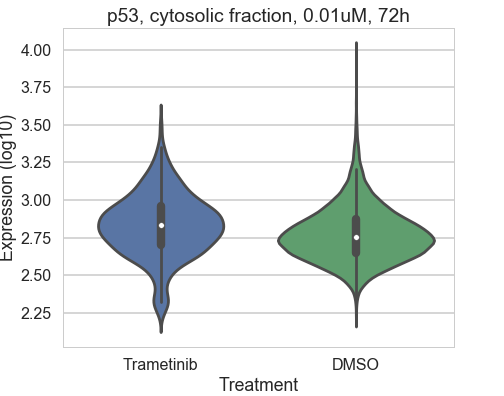 p53, cytosolic fraction, 0.01uM, 72h
Expression (log10)
4.00
3.75
3.50
3.25
3.00
2.75
2.50
2.25
Trametinib DMSO
Treatment